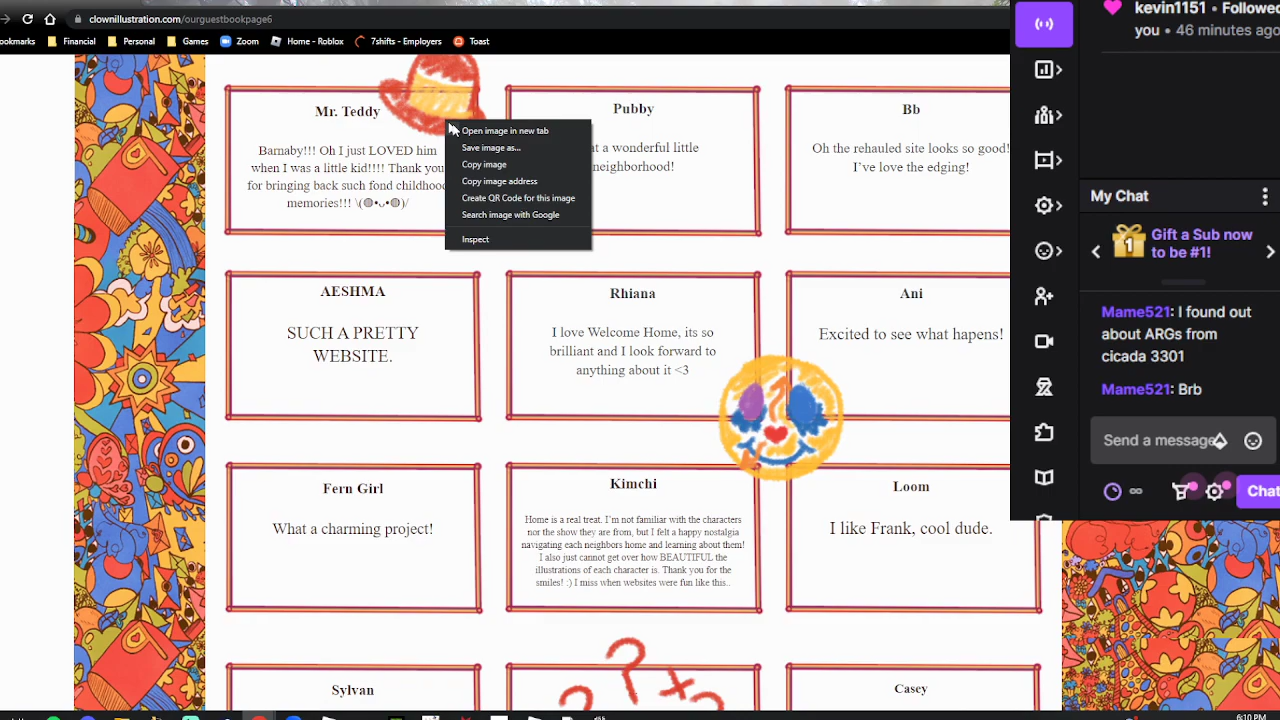 clownillustration.com/ourguestbookpage6
ookmarks Financial Personal Games Zoom Home - Roblox 7shifts - Employers Toast
Mr. Teddy
Barnaby!!! Oh I just LOVED him
when I was a little kid!!!! Thank you
for bringing back such fond childhood
memories!!! \(◍•ᴗ•◍)/
Open image in new tab
Save image as...
Copy image
Copy image address
Create QR Code for this image
Search image with Google
Inspect
Pubby
at a wonderful little
neighborhood!
Bb
Oh the rehauled site looks so good!
I've love the edging!
AESHMA
SUCH A PRETTY
WEBSITE.
Rhiana
I love Welcome Home, its so
brilliant and I look forward to
anything about it <3
Ani
Excited to see what hapens!
Fern Girl
What a charming project!
Kimchi
Home is a real treat. I'm not familiar with the characters
nor the show they are from, but I felt a happy nostalgia
navigating each neighbors home and learning about them!
I also just cannot get over how BEAUTIFUL the
illustrations of each character is. Thank you for the
smiles! :) I miss when websites were fun like this..
Loom
I like Frank, cool dude.
Sylvan
? ? x ?
Casey
kevin1151 • Followed
you • 46 minutes ago
My Chat
1
Gift a Sub now
to be #1!
Mame521: I found out
about ARGs from
cicada 3301
Mame521: Brb
Send a message
Chat
6:10 PM